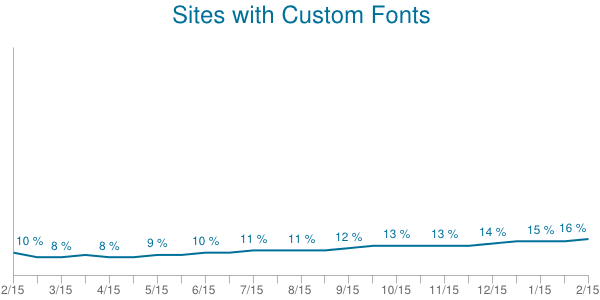 Sites with Custom Fonts
10 % 8 % 8 % 9 % 10 % 11 % 11 % 12 % 13 % 13 % 14 % 15 % 16 %
2/15 3/15 4/15 5/15 6/15 7/15 8/15 9/15 10/15 11/15 12/15 1/15 2/15